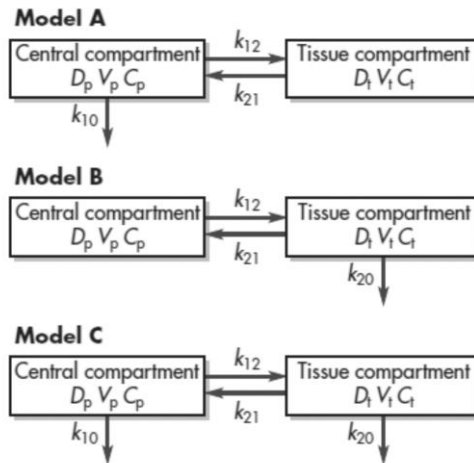 Model A
Central compartment k₁₂ Tissue compartment
Dₚ Vₚ Cₚ k₂₁ Dₜ Vₜ Cₜ
k₁₀
Model B
Central compartment k₁₂ Tissue compartment
Dₚ Vₚ Cₚ k₂₁ Dₜ Vₜ Cₜ
k₂₀
Model C
Central compartment k₁₂ Tissue compartment
Dₚ Vₚ Cₚ k₂₁ Dₜ Vₜ Cₜ
k₁₀ k₂₀